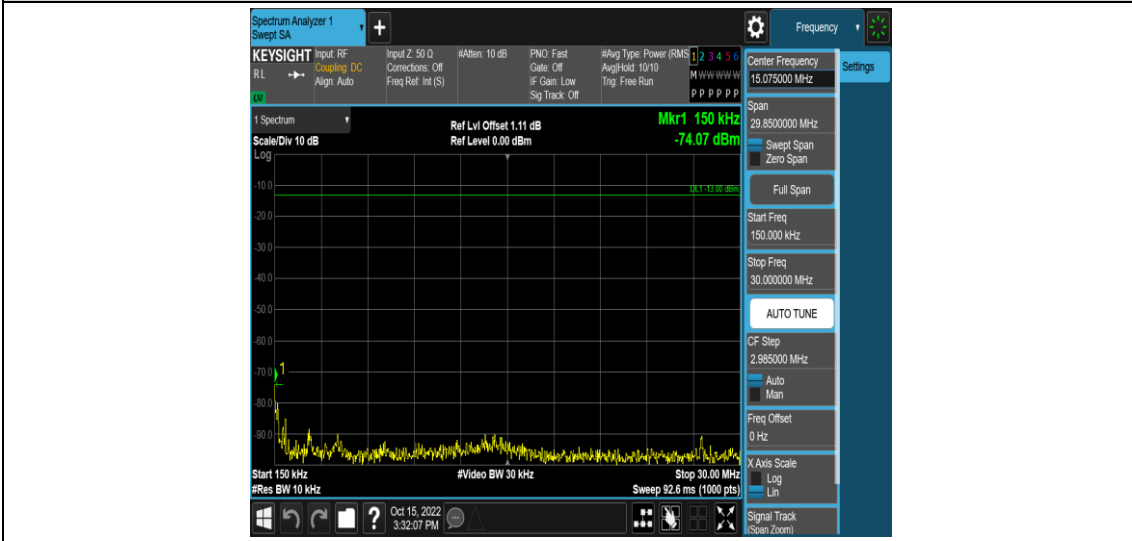 Spectrum Analyzer 1
Swept SA
Frequency
KEYSIGHT
RL
LNI
Input: RF
Coupling: DC
Align: Auto
Input Z: 50 Ω
Corrections: Off
Freq Ref: Int (S)
#Atten: 10 dB
PNO: Fast
Gate: Off
IF Gain: Low
Sig Track: Off
#Avg Type: Power (RMS
Avg|Hold: 10/10
Trig: Free Run
1 2 3 4 5 6
M W W W W W
P P P P P P
1 Spectrum
Scale/Div 10 dB
Log
Ref Lvl Offset 1.11 dB
Ref Level 0.00 dBm
Mkr1 150 kHz
-74.07 dBm
DL1 -13.00 dBm
-10.0
-20.0
-30.0
-40.0
-50.0
-60.0
-70.0
1
-80.0
-90.0
Start 150 kHz
#Res BW 10 kHz
#Video BW 30 kHz
Stop 30.00 MHz
Sweep 92.6 ms (1000 pts)
?
Oct 15, 2022
3:32:07 PM
Center Frequency
15.075000 MHz
Settings
Span
29.8500000 MHz
Swept Span
Zero Span
Full Span
Start Freq
150.000 kHz
Stop Freq
30.000000 MHz
AUTO TUNE
CF Step
2.985000 MHz
Auto
Man
Freq Offset
0 Hz
X Axis Scale
Log
Lin
Signal Track
(Span Zoom)